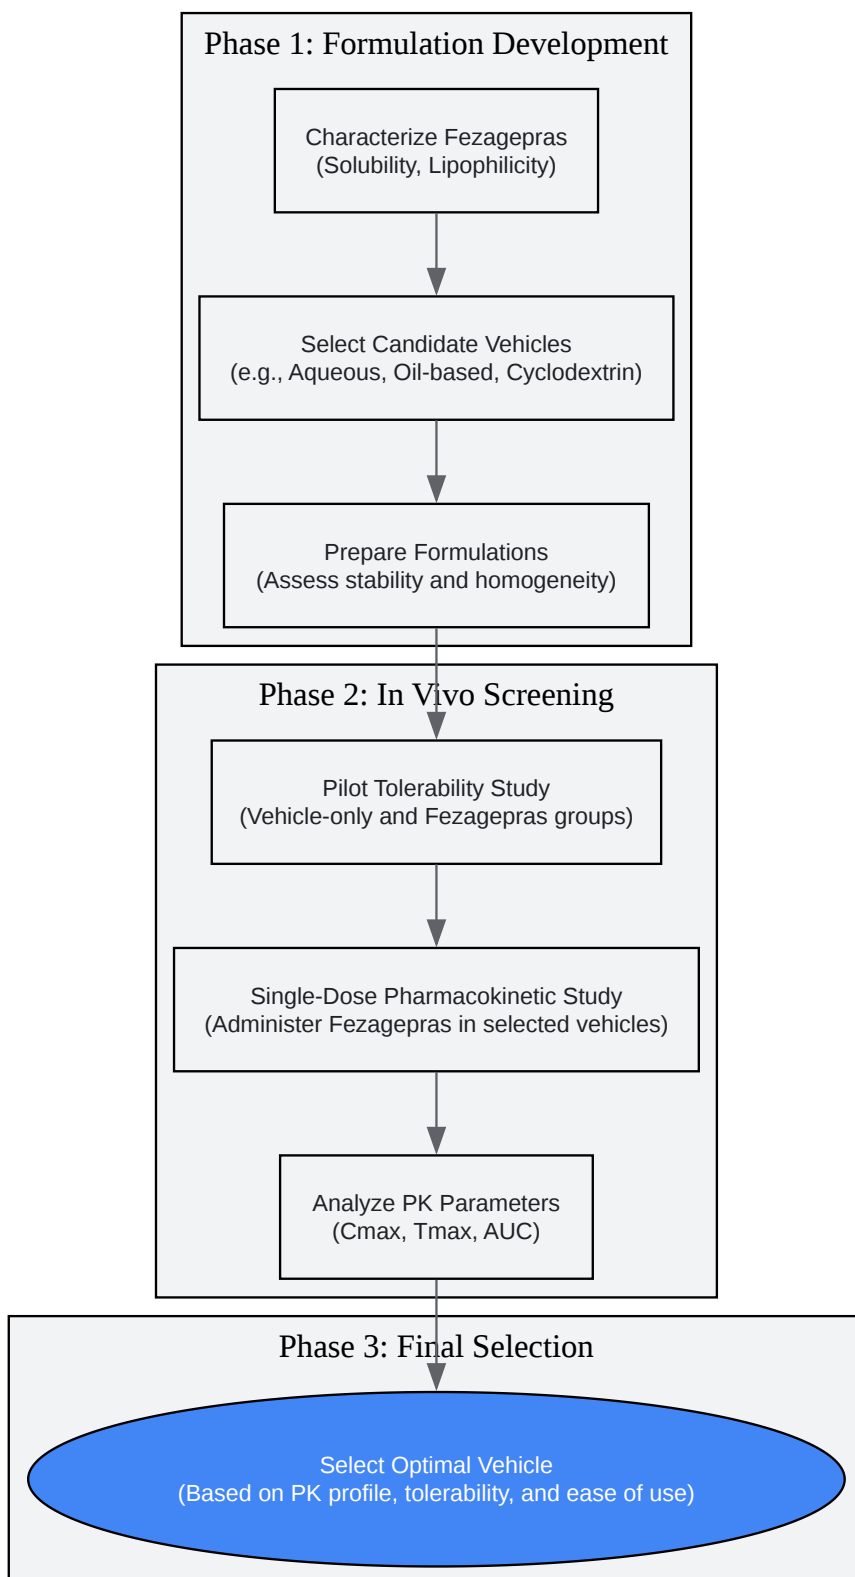 Phase 1: Formulation Development
Characterize Fezagepras
(Solubility, Lipophilicity)
Select Candidate Vehicles
(e.g., Aqueous, Oil-based, Cyclodextrin)
Prepare Formulations
(Assess stability and homogeneity)
Phase 2: In Vivo Screening
Pilot Tolerability Study
(Vehicle-only and Fezagepras groups)
Single-Dose Pharmacokinetic Study
(Administer Fezagepras in selected vehicles)
Analyze PK Parameters
(Cmax, Tmax, AUC)
Phase 3: Final Selection
Select Optimal Vehicle
(Based on PK profile, tolerability, and ease of use)